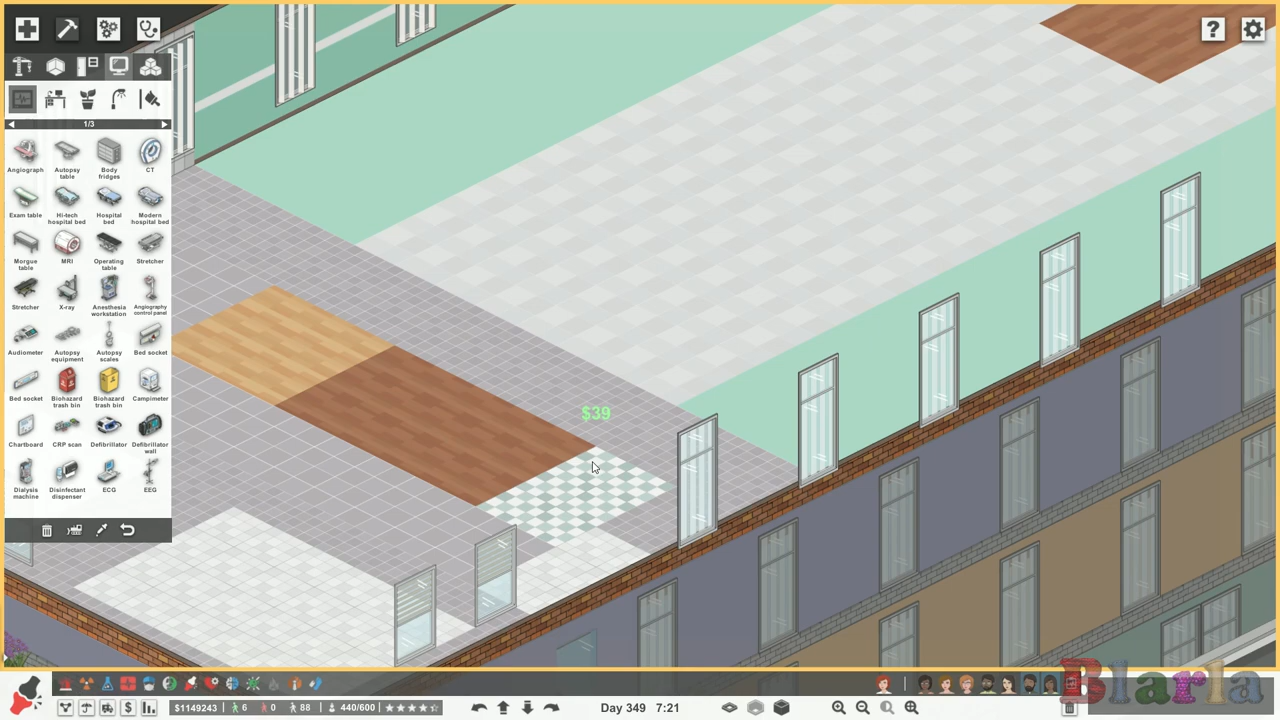 ?
1/3
Angiograph Autopsy table Body fridges CT
Exam table Hi-tech hospital bed Hospital bed Modern hospital bed
Morgue table MRI Operating table Stretcher
Stretcher X-ray Anesthesia workstation Angiography control panel
Audiometer Autopsy equipment Autopsy scales Bed socket
Bed socket Biohazard trash bin Biohazard trash bin Campimeter
Chartboard CRP scan Defibrillator Defibrillator wall
Dialysis machine Disinfectant dispenser ECG EEG
$39
$1149243 6 0 88 440/600
Day 349 7:21
Blarla